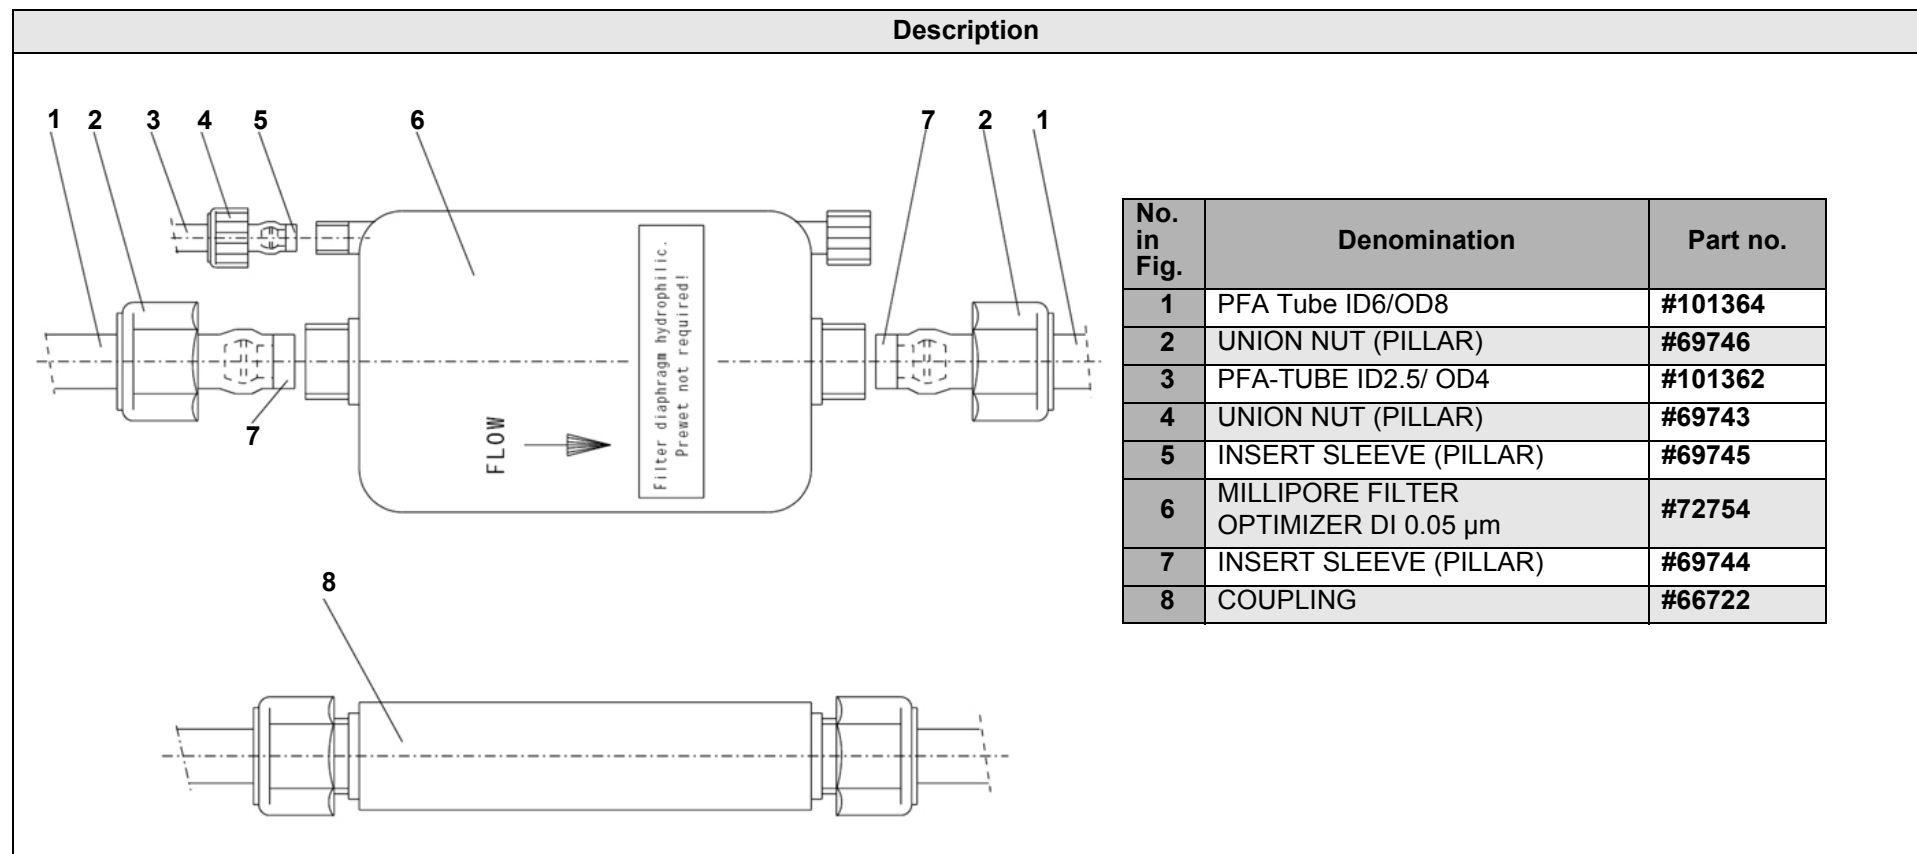 Description
1 2 3 4 5 6 7 2 1
7
FLOW
Filter diaphragm hydrophilic.
Prewet not required!
8
No. in Fig. Denomination Part no.
1 PFA Tube ID6/OD8 #101364
2 UNION NUT (PILLAR) #69746
3 PFA-TUBE ID2.5/ OD4 #101362
4 UNION NUT (PILLAR) #69743
5 INSERT SLEEVE (PILLAR) #69745
6 MILLIPORE FILTER
OPTIMIZER DI 0.05 µm #72754
7 INSERT SLEEVE (PILLAR) #69744
8 COUPLING #66722